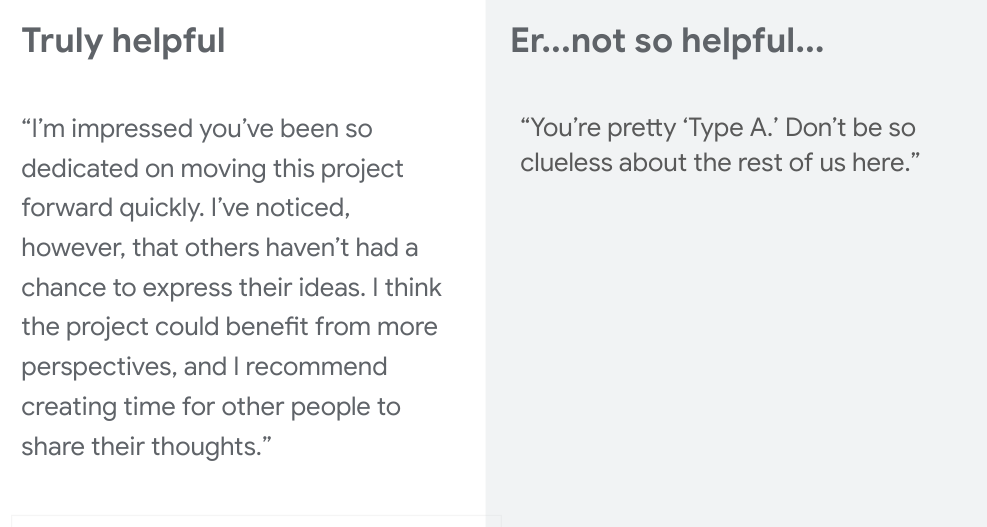 Truly helpful
“I’m impressed you’ve been so
dedicated on moving this project
forward quickly. I’ve noticed,
however, that others haven’t had a
chance to express their ideas. I think
the project could benefit from more
perspectives, and I recommend
creating time for other people to
share their thoughts.”
Er...not so helpful...
“You’re pretty ‘Type A.’ Don’t be so
clueless about the rest of us here.”